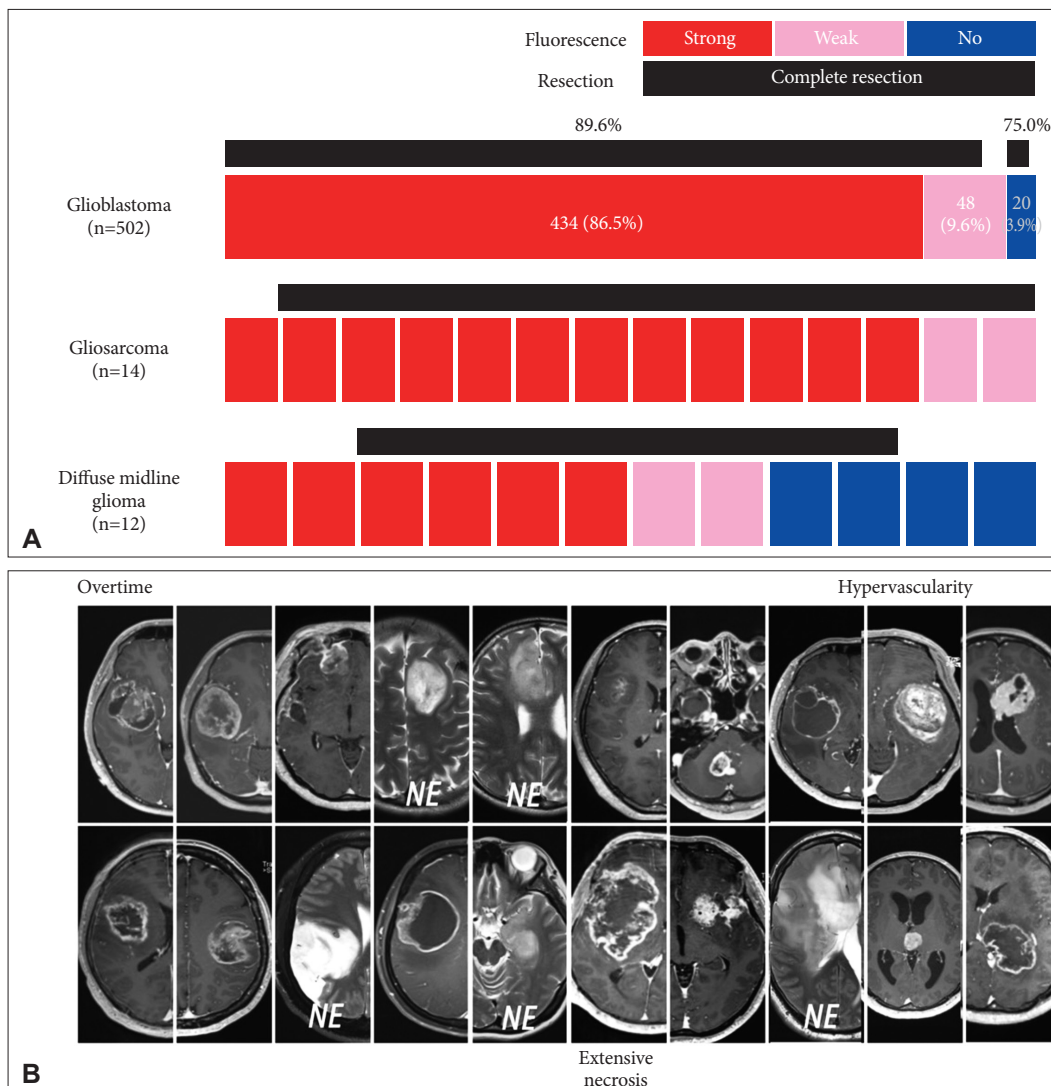 Fluorescence Strong Weak No
Resection Complete resection
89.6% 75.0%
Glioblastoma
(n=502)
434 (86.5%)
48
(9.6%)
20
3.9%)
Gliosarcoma
(n=14)
Diffuse midline
glioma
(n=12)
A
Overtime Hypervascularity
NE NE
NE NE NE
Extensive
necrosis
B